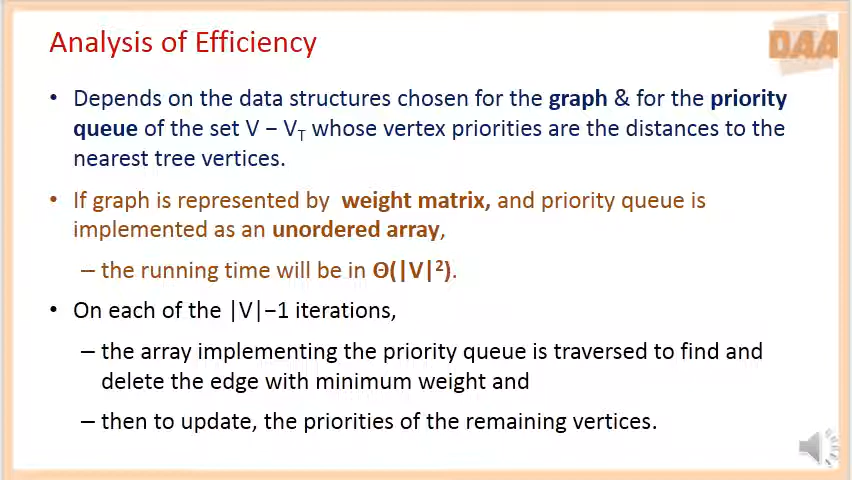 Analysis of Efficiency
DAA
• Depends on the data structures chosen for the graph & for the priority
queue of the set V − VT whose vertex priorities are the distances to the
nearest tree vertices.
• If graph is represented by weight matrix, and priority queue is
implemented as an unordered array,
– the running time will be in Θ(|V|²).
• On each of the |V|−1 iterations,
– the array implementing the priority queue is traversed to find and
delete the edge with minimum weight and
– then to update, the priorities of the remaining vertices.